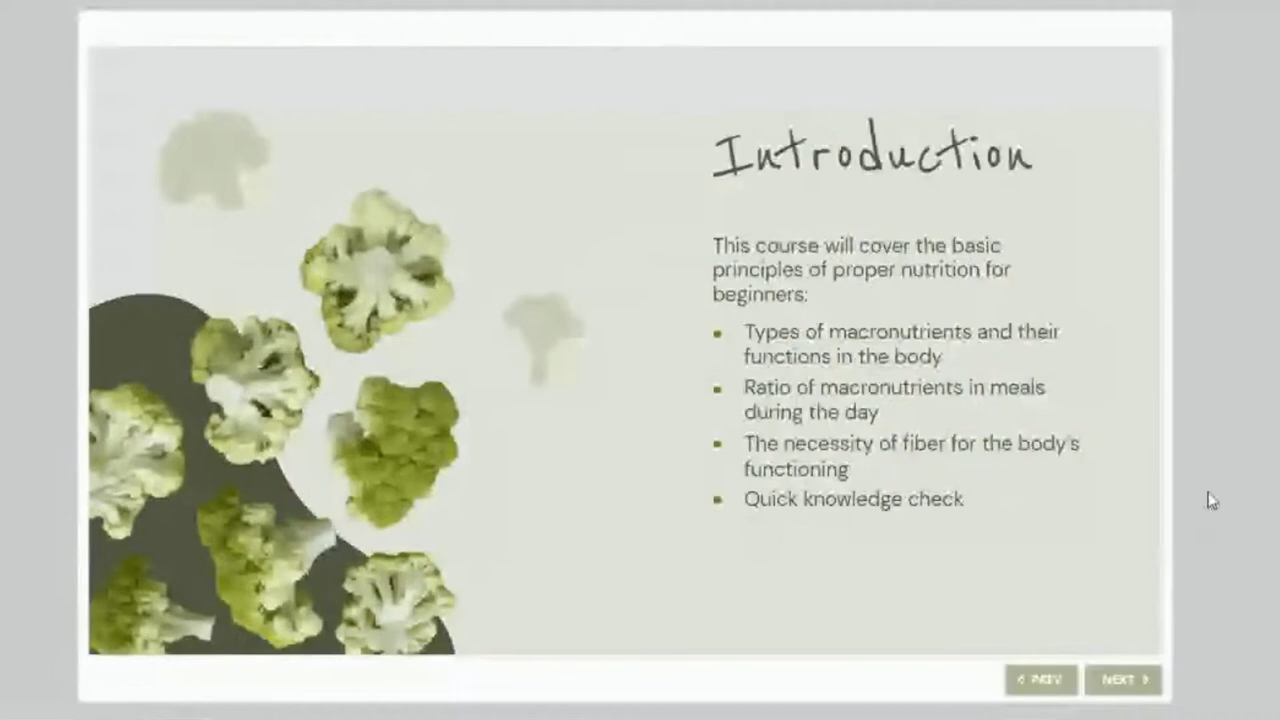 Introduction
This course will cover the basic
principles of proper nutrition for
beginners:
Types of macronutrients and their
functions in the body
Ratio of macronutrients in meals
during the day
The necessity of fiber for the body's
functioning
Quick knowledge check
PREV
NEXT